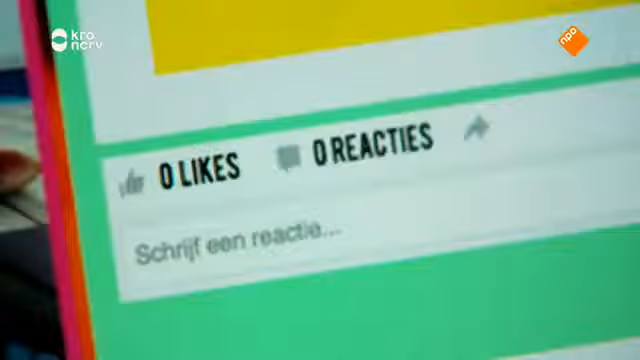 kro
ncrv
npo
0 LIKES 0 REACTIES
Schrijf een reactie...